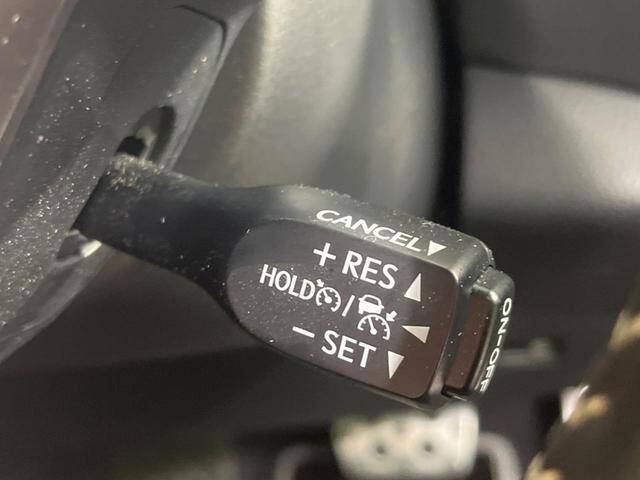 CANCEL▼
+ RES ▲
HOLD / ◀
− SET ▼
ON-OFF